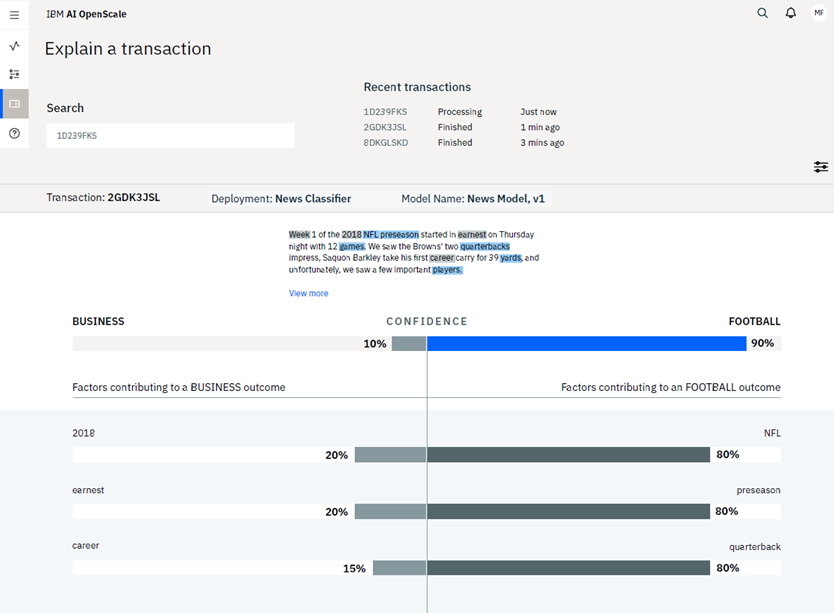 IBM AI OpenScale
MF
Explain a transaction
Search
1D239FKS
Recent transactions
1D239FKS Processing Just now
2GDK3JSL Finished 1 min ago
8DKGLSKD Finished 3 mins ago
Transaction: 2GDK3JSL Deployment: News Classifier Model Name: News Model, v1
Week 1 of the 2018 NFL preseason started in earnest on Thursday
night with 12 games. We saw the Browns' two quarterbacks
impress, Saquon Barkley take his first career carry for 39 yards, and
unfortunately, we saw a few important players.
View more
BUSINESS CONFIDENCE FOOTBALL
10% 90%
Factors contributing to a BUSINESS outcome Factors contributing to an FOOTBALL outcome
2018 NFL
20% 80%
earnest preseason
20% 80%
career quarterback
15% 80%